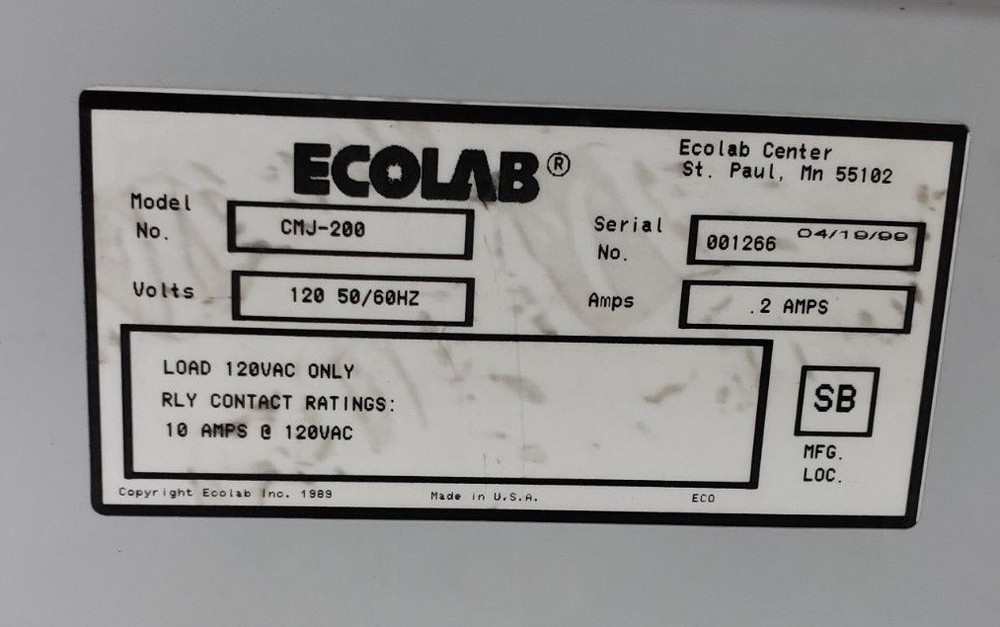 ECOLAB®
Ecolab Center
St. Paul, Mn 55102
Model
No.
CMJ-200
Serial
No.
001266 04/19/99
Volts
120 50/60HZ
Amps
.2 AMPS
LOAD 120VAC ONLY
RLY CONTACT RATINGS:
10 AMPS @ 120VAC
SB
MFG.
LOC.
Copyright Ecolab Inc. 1989
Made in U.S.A.
ECO